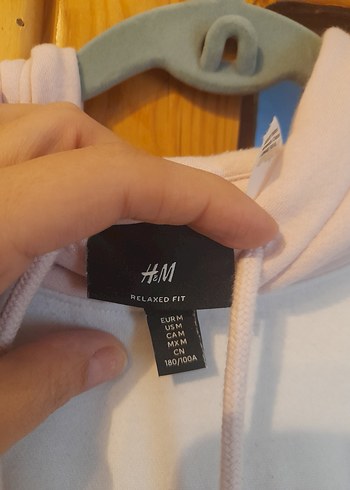 H&M
RELAXED FIT
EUR M
US M
CA M
MX M
CN
180/100A